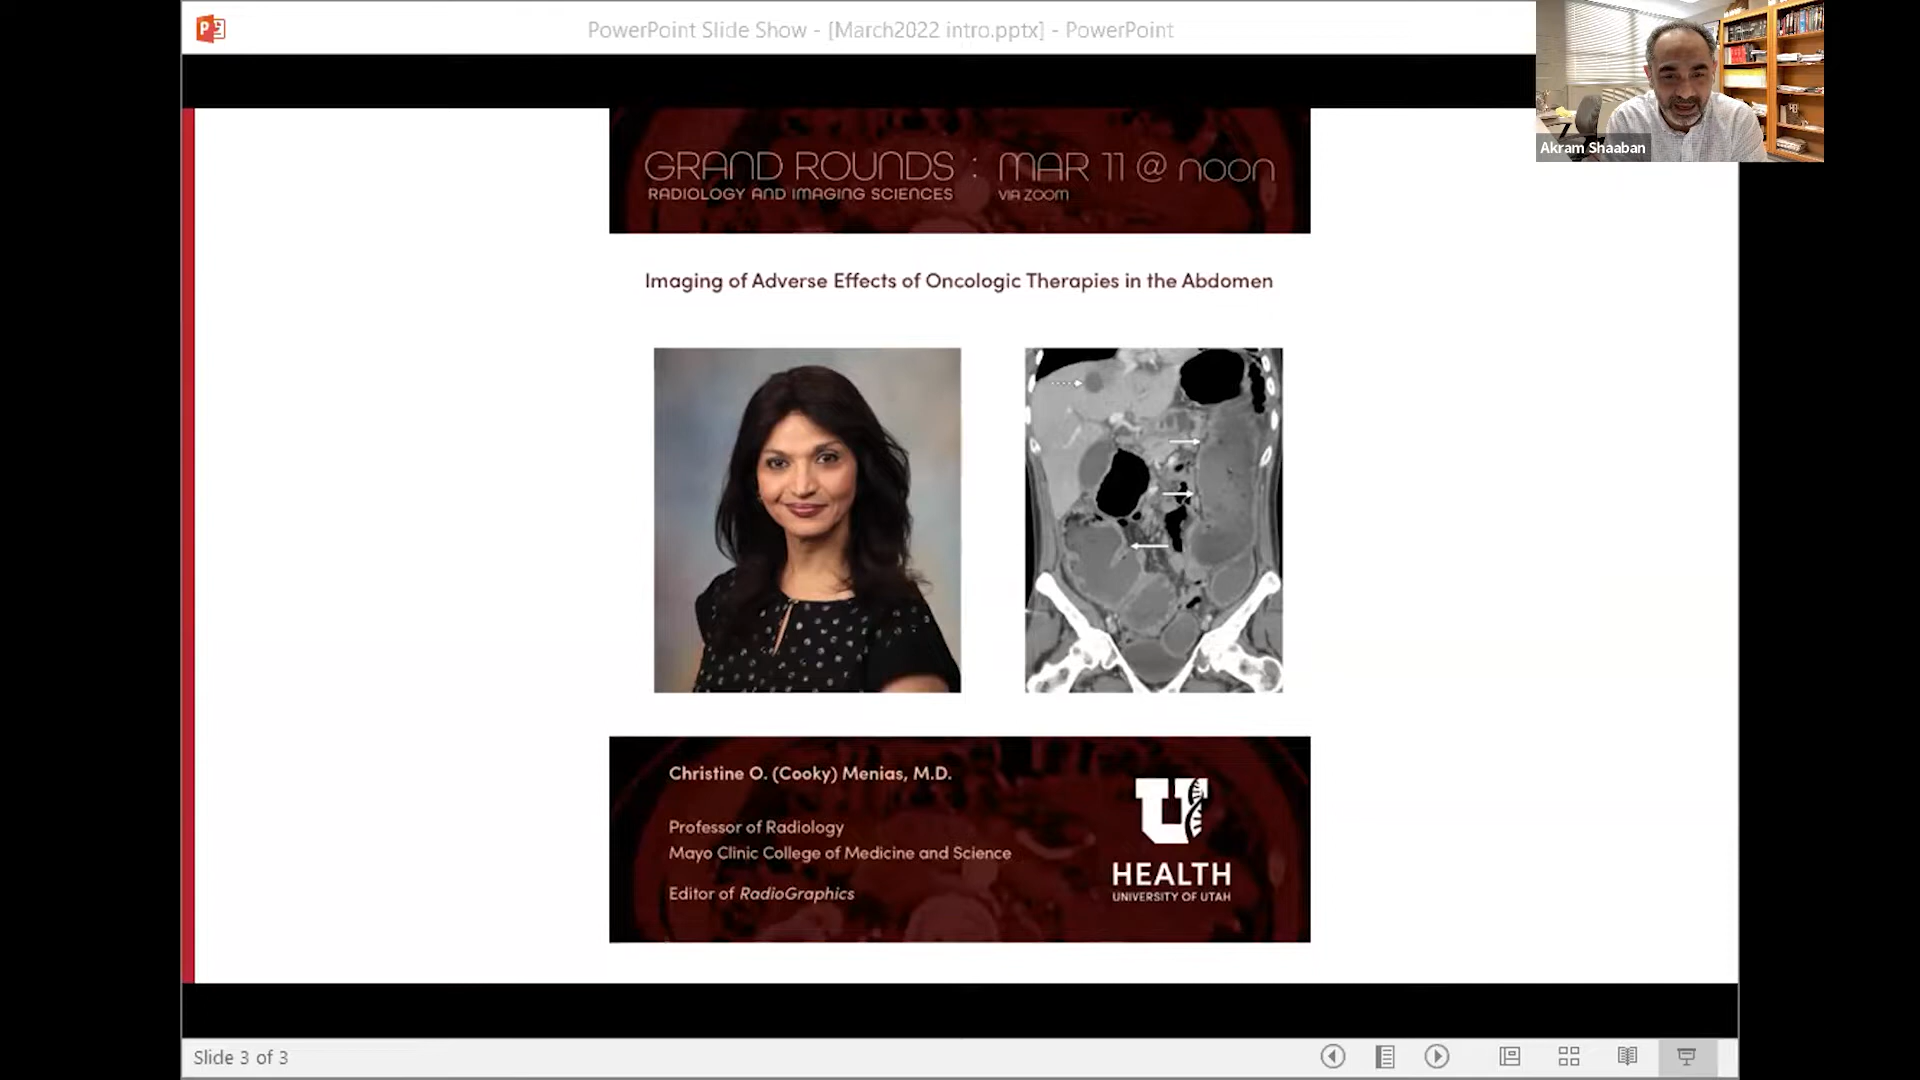 PowerPoint Slide Show - [March2022 intro.pptx] - PowerPoint
Akram Shaaban
GRAND ROUNDS : MAR 11 @ noon
RADIOLOGY AND IMAGING SCIENCES VIA ZOOM
Imaging of Adverse Effects of Oncologic Therapies in the Abdomen
Christine O. (Cooky) Menias, M.D.
Professor of Radiology
Mayo Clinic College of Medicine and Science
Editor of RadioGraphics
U
HEALTH
UNIVERSITY OF UTAH
Slide 3 of 3